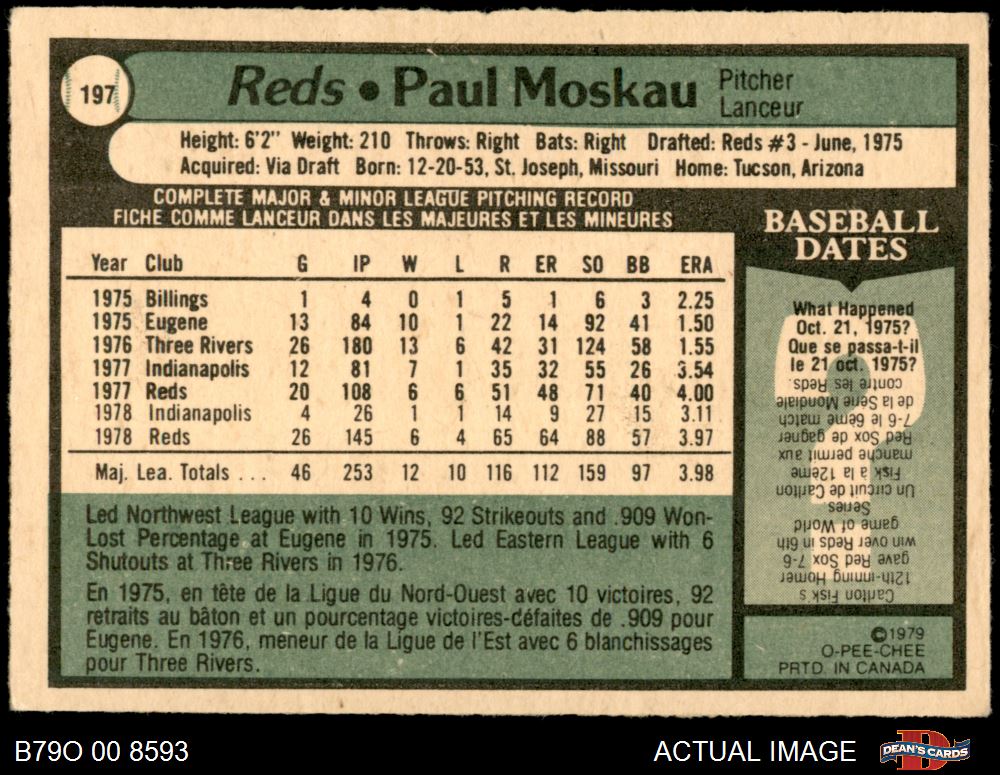 197
Reds • Paul Moskau Pitcher
Lanceur
Height: 6'2" Weight: 210 Throws: Right Bats: Right Drafted: Reds #3 - June, 1975
Acquired: Via Draft Born: 12-20-53, St. Joseph, Missouri Home: Tucson, Arizona
COMPLETE MAJOR & MINOR LEAGUE PITCHING RECORD
FICHE COMME LANCEUR DANS LES MAJEURES ET LES MINEURES
Year Club G IP W L R ER SO BB ERA
1975 Billings 1 4 0 1 5 1 6 3 2.25
1975 Eugene 13 84 10 1 22 14 92 41 1.50
1976 Three Rivers 26 180 13 6 42 31 124 58 1.55
1977 Indianapolis 12 81 7 1 35 32 55 26 3.54
1977 Reds 20 108 6 6 51 48 71 40 4.00
1978 Indianapolis 4 26 1 1 14 9 27 15 3.11
1978 Reds 26 145 6 4 65 64 88 57 3.97
Maj. Lea. Totals ... 46 253 12 10 116 112 159 97 3.98
Led Northwest League with 10 Wins, 92 Strikeouts and .909 Won-
Lost Percentage at Eugene in 1975. Led Eastern League with 6
Shutouts at Three Rivers in 1976.
En 1975, en tête de la Ligue du Nord-Ouest avec 10 victoires, 92
retraits au bâton et un pourcentage victoires-défaites de .909 pour
Eugene. En 1976, meneur de la Ligue de l'Est avec 6 blanchissages
pour Three Rivers.
BASEBALL
DATES
What Happened
Oct. 21, 1975?
Que se passa-t-il
le 21 oct. 1975?
Carlton Fisk's
12th-inning Homer
gave Red Sox 7-6
win over Reds in 6th
game of World
Series
Un circuit de Carlton
Fisk à la 12ème
manche permit aux
Red Sox de gagner
7-6 le 6ème match
de la Série Mondiale
contre les Reds.
©1979
O-PEE-CHEE
PRTD. IN CANADA
B79O 00 8593
ACTUAL IMAGE
DEAN'S CARDS